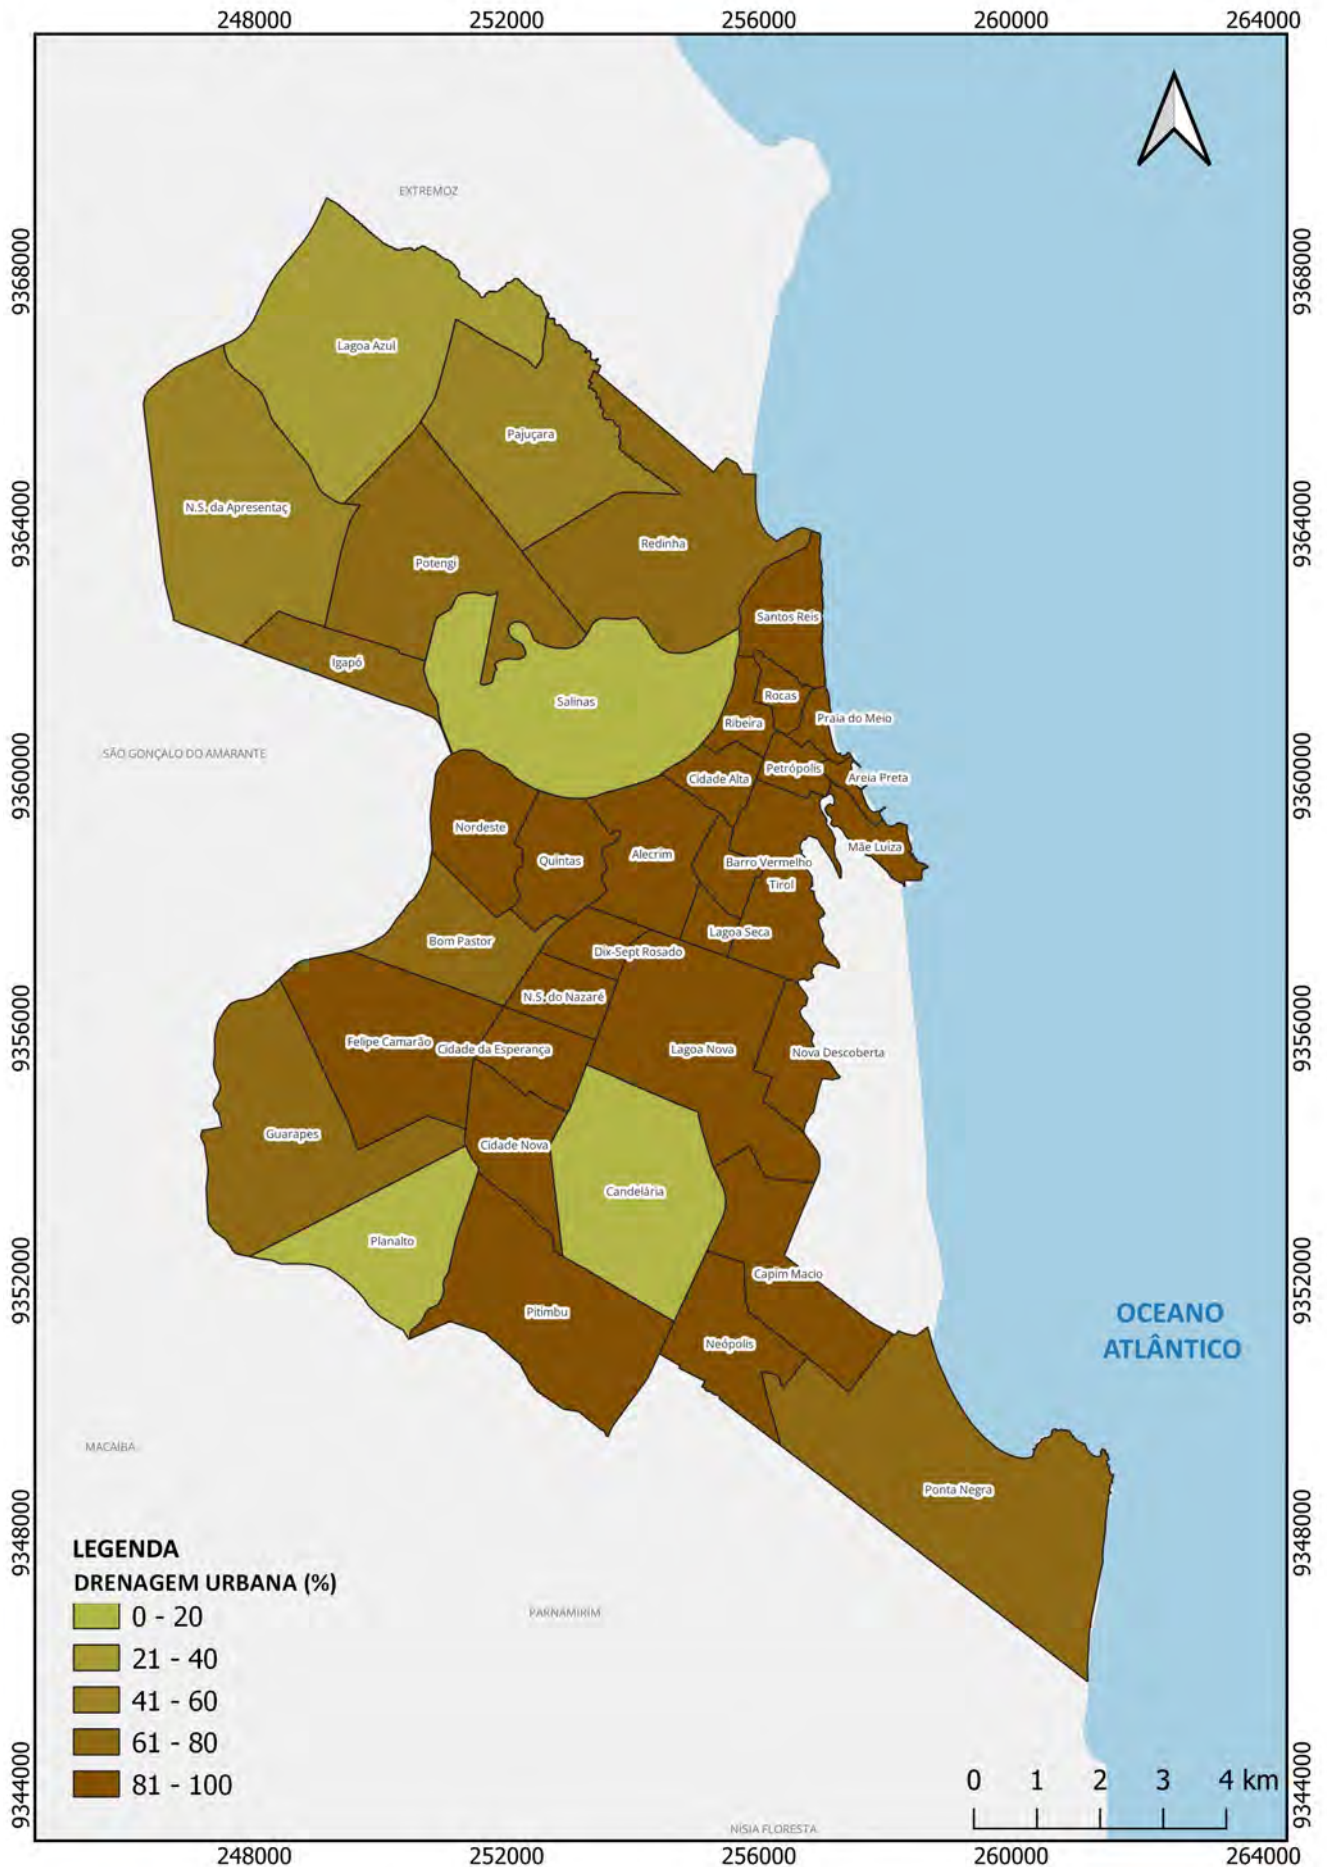 248000 252000 256000 260000 264000
EXTREMOZ
9368000
9368000
Lagoa Azul
Pajuçara
N.S. da Apresentaç
9364000
9364000
Redinha
Potengi
Santos Reis
Igapó
Rocas
Salinas
Praia do Meio
Ribeira
SÃO GONÇALO DO AMARANTE
9360000
9360000
Petrópolis
Cidade Alta
Areia Preta
Nordeste
Mãe Luiza
Alecrim
Quintas
Barro Vermelho
Tirol
Lagoa Seca
Bom Pastor
Dix-Sept Rosado
N.S. do Nazaré
9356000
9356000
Felipe Camarão
Cidade da Esperança
Lagoa Nova
Nova Descoberta
Guarapes
Cidade Nova
Candelária
Planalto
9352000
9352000
Capim Macio
Pitimbu
OCEANO
ATLÂNTICO
Neópolis
MACAÍBA
Ponta Negra
9348000
9348000
LEGENDA
DRENAGEM URBANA (%)
0 - 20
21 - 40
41 - 60
61 - 80
81 - 100
PARNAMIRIM
9344000
9344000
0 1 2 3 4 km
NÍSIA FLORESTA
248000 252000 256000 260000 264000